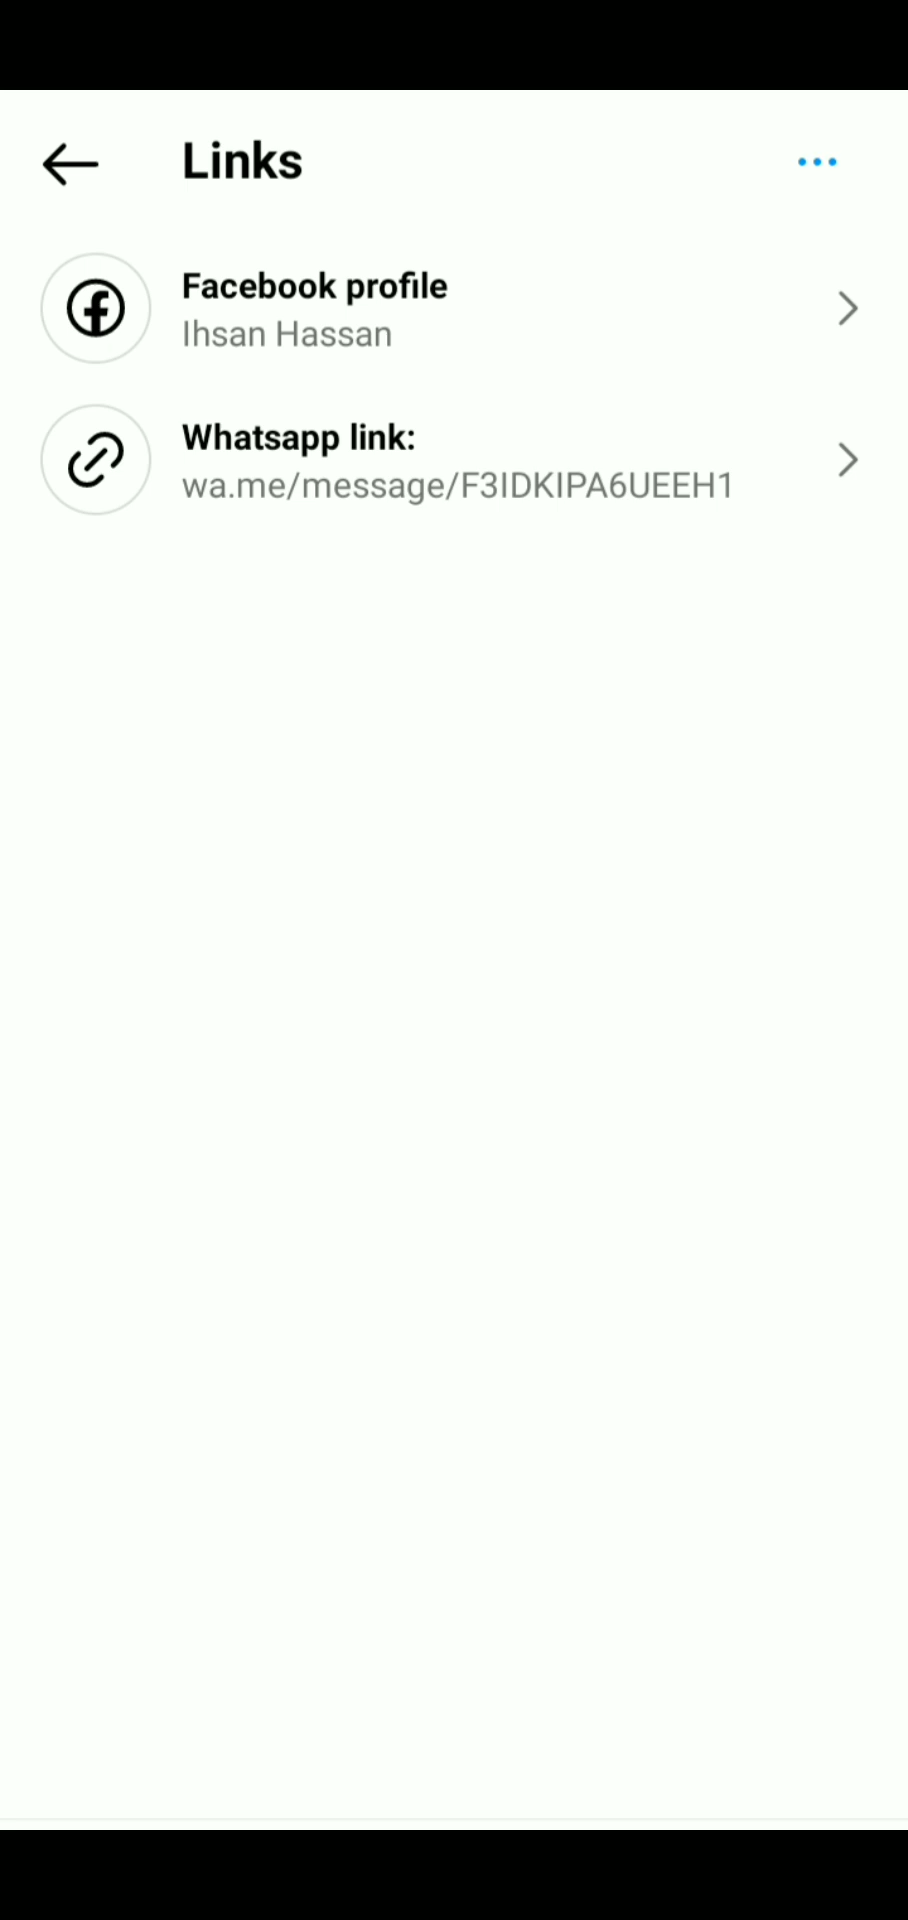 Links
Facebook profile
Ihsan Hassan
Whatsapp link:
wa.me/message/F3IDKIPA6UEEH1